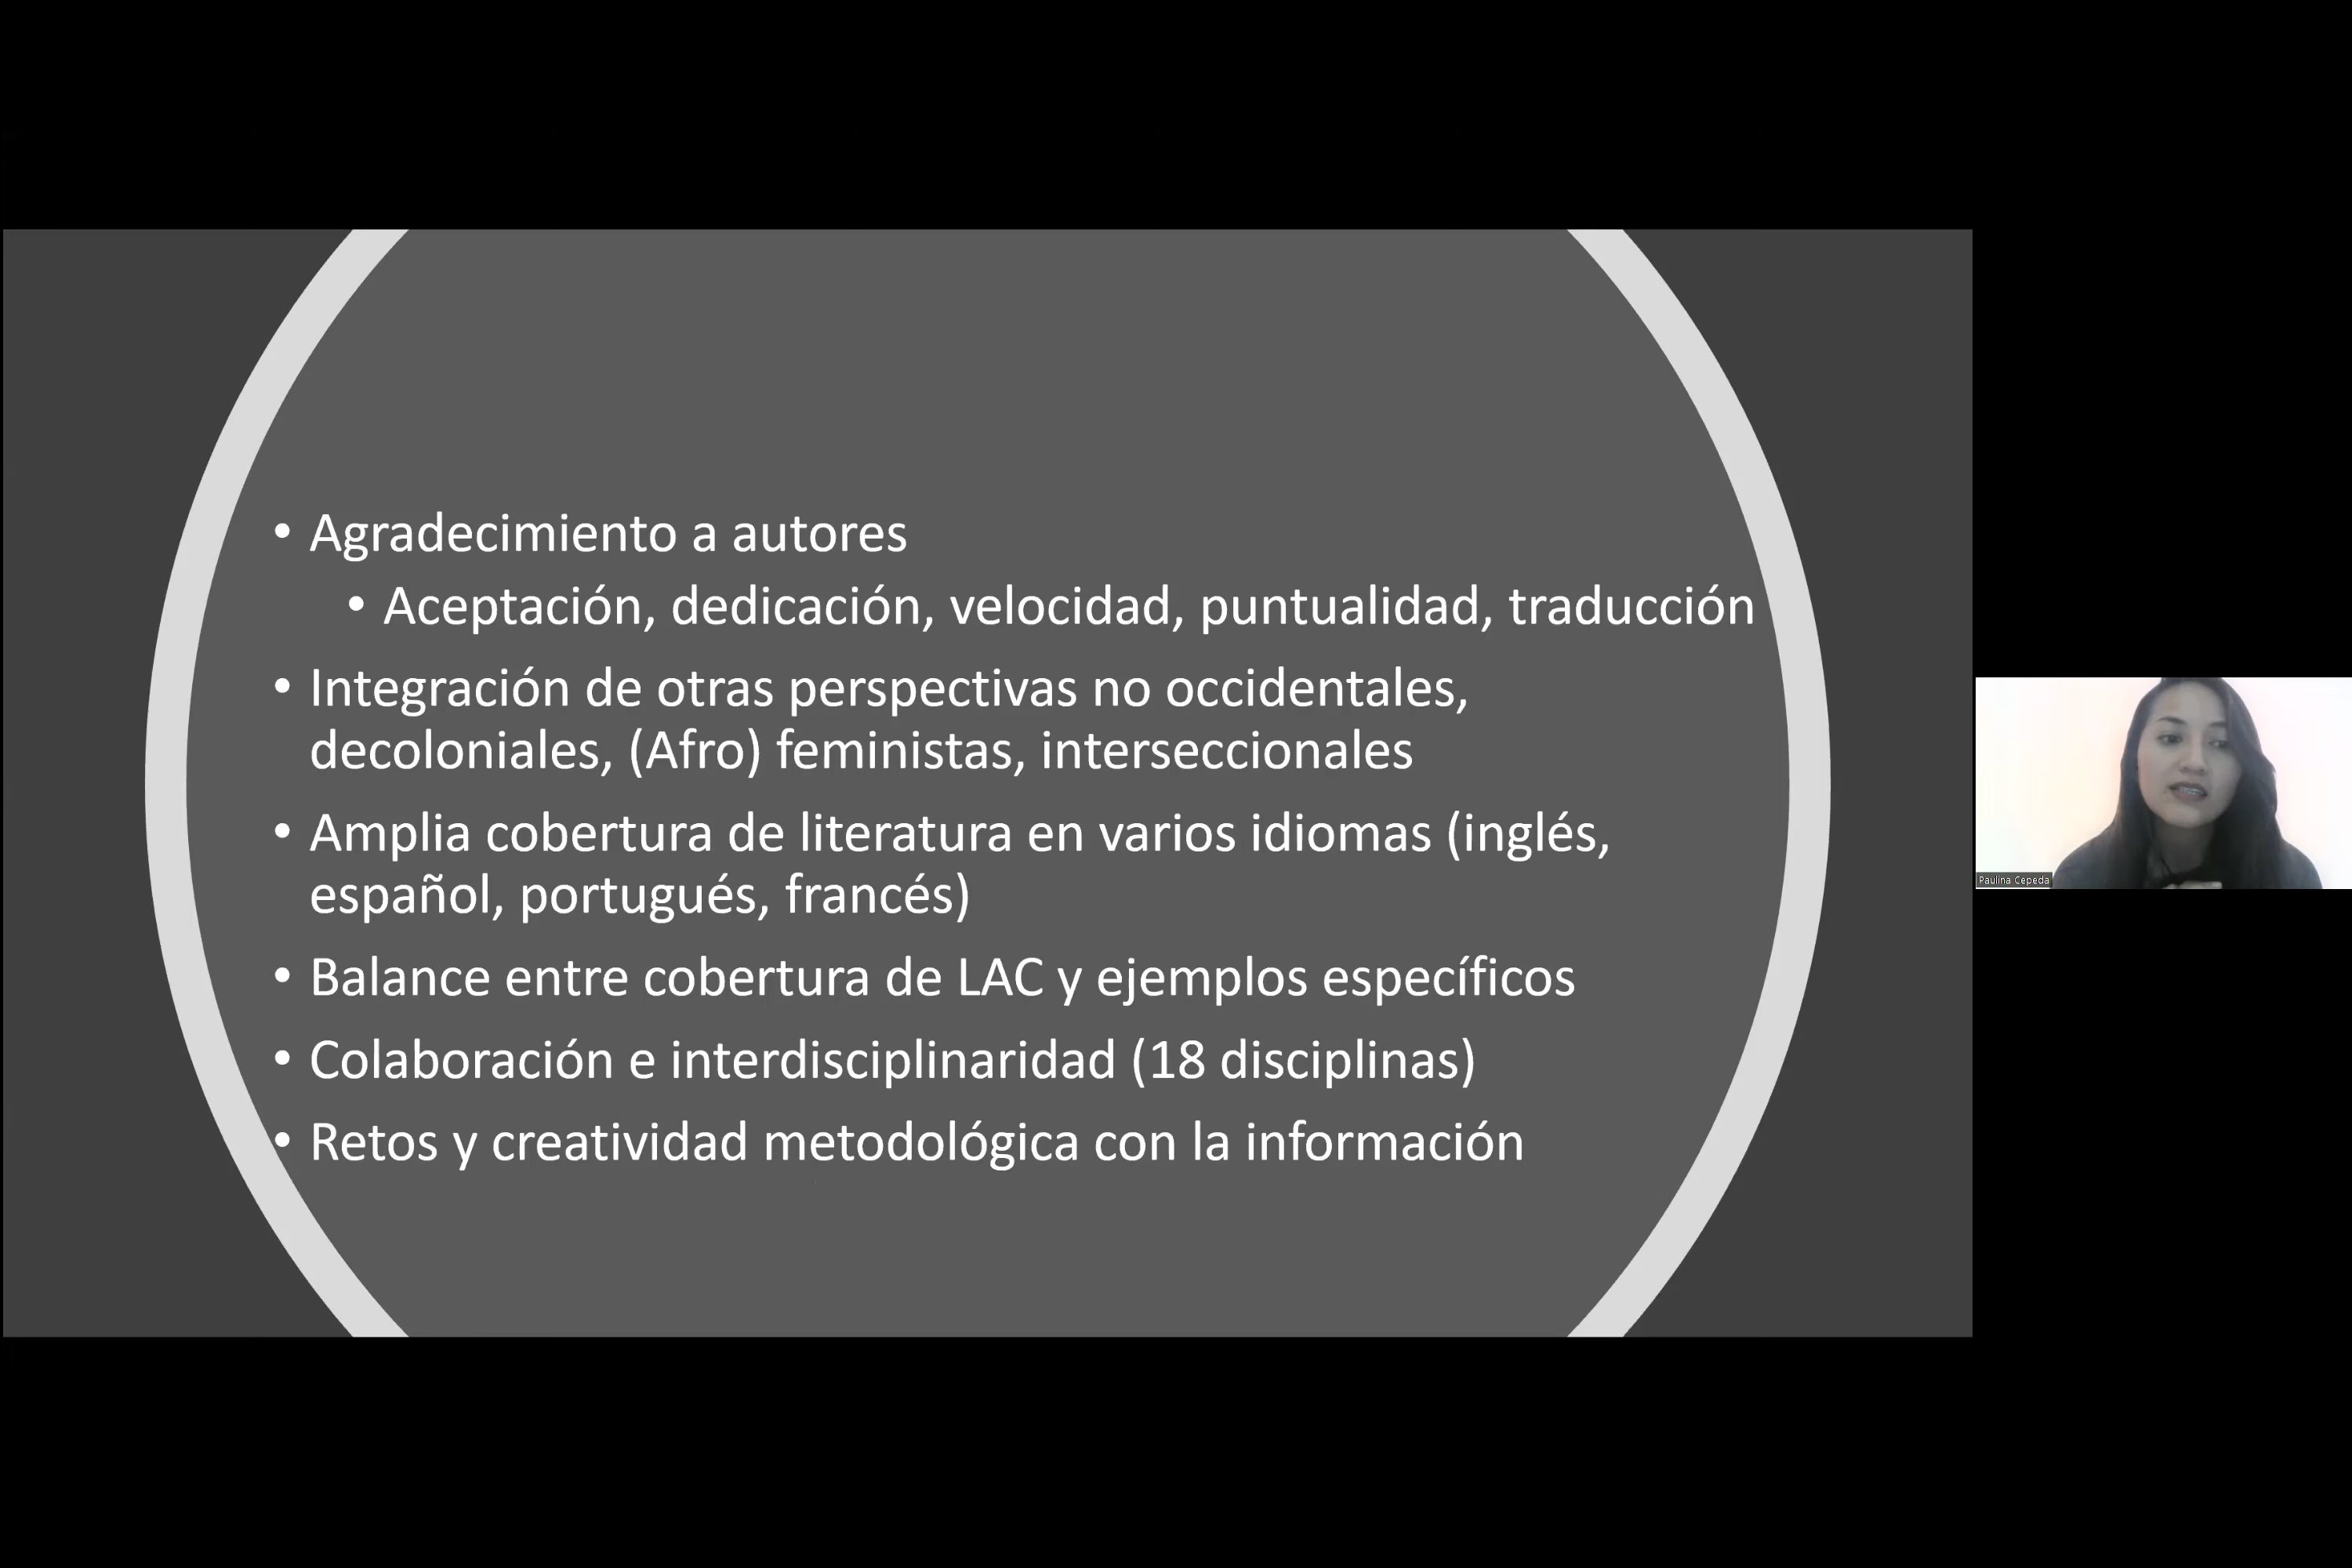 • Agradecimiento a autores
• Aceptación, dedicación, velocidad, puntualidad, traducción
• Integración de otras perspectivas no occidentales,
decoloniales, (Afro) feministas, interseccionales
• Amplia cobertura de literatura en varios idiomas (inglés,
español, portugués, francés)
• Balance entre cobertura de LAC y ejemplos específicos
• Colaboración e interdisciplinaridad (18 disciplinas)
• Retos y creatividad metodológica con la información
Paulina Cepeda